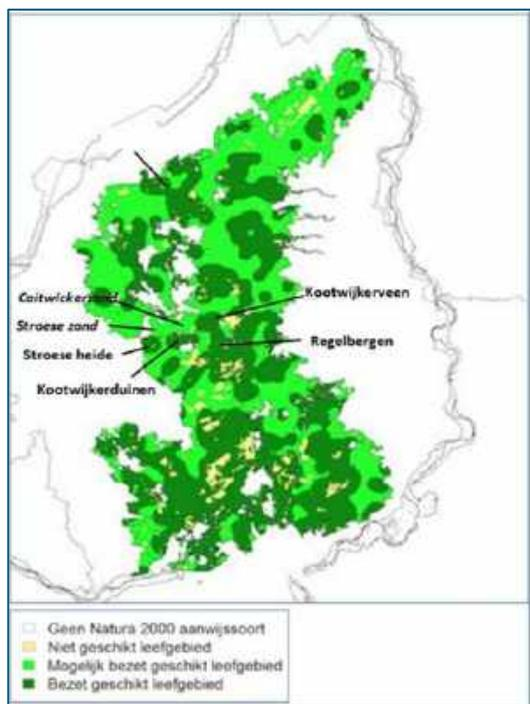 Kootwijkerveen
Caitwickerzand
Stroese zand
Regelbergen
Stroese heide
Kootwijkerduinen
Geen Natura 2000 aanwijssoort
Niet geschikt leefgebied
Mogelijk bezet geschikt leefgebied
Bezet geschikt leefgebied